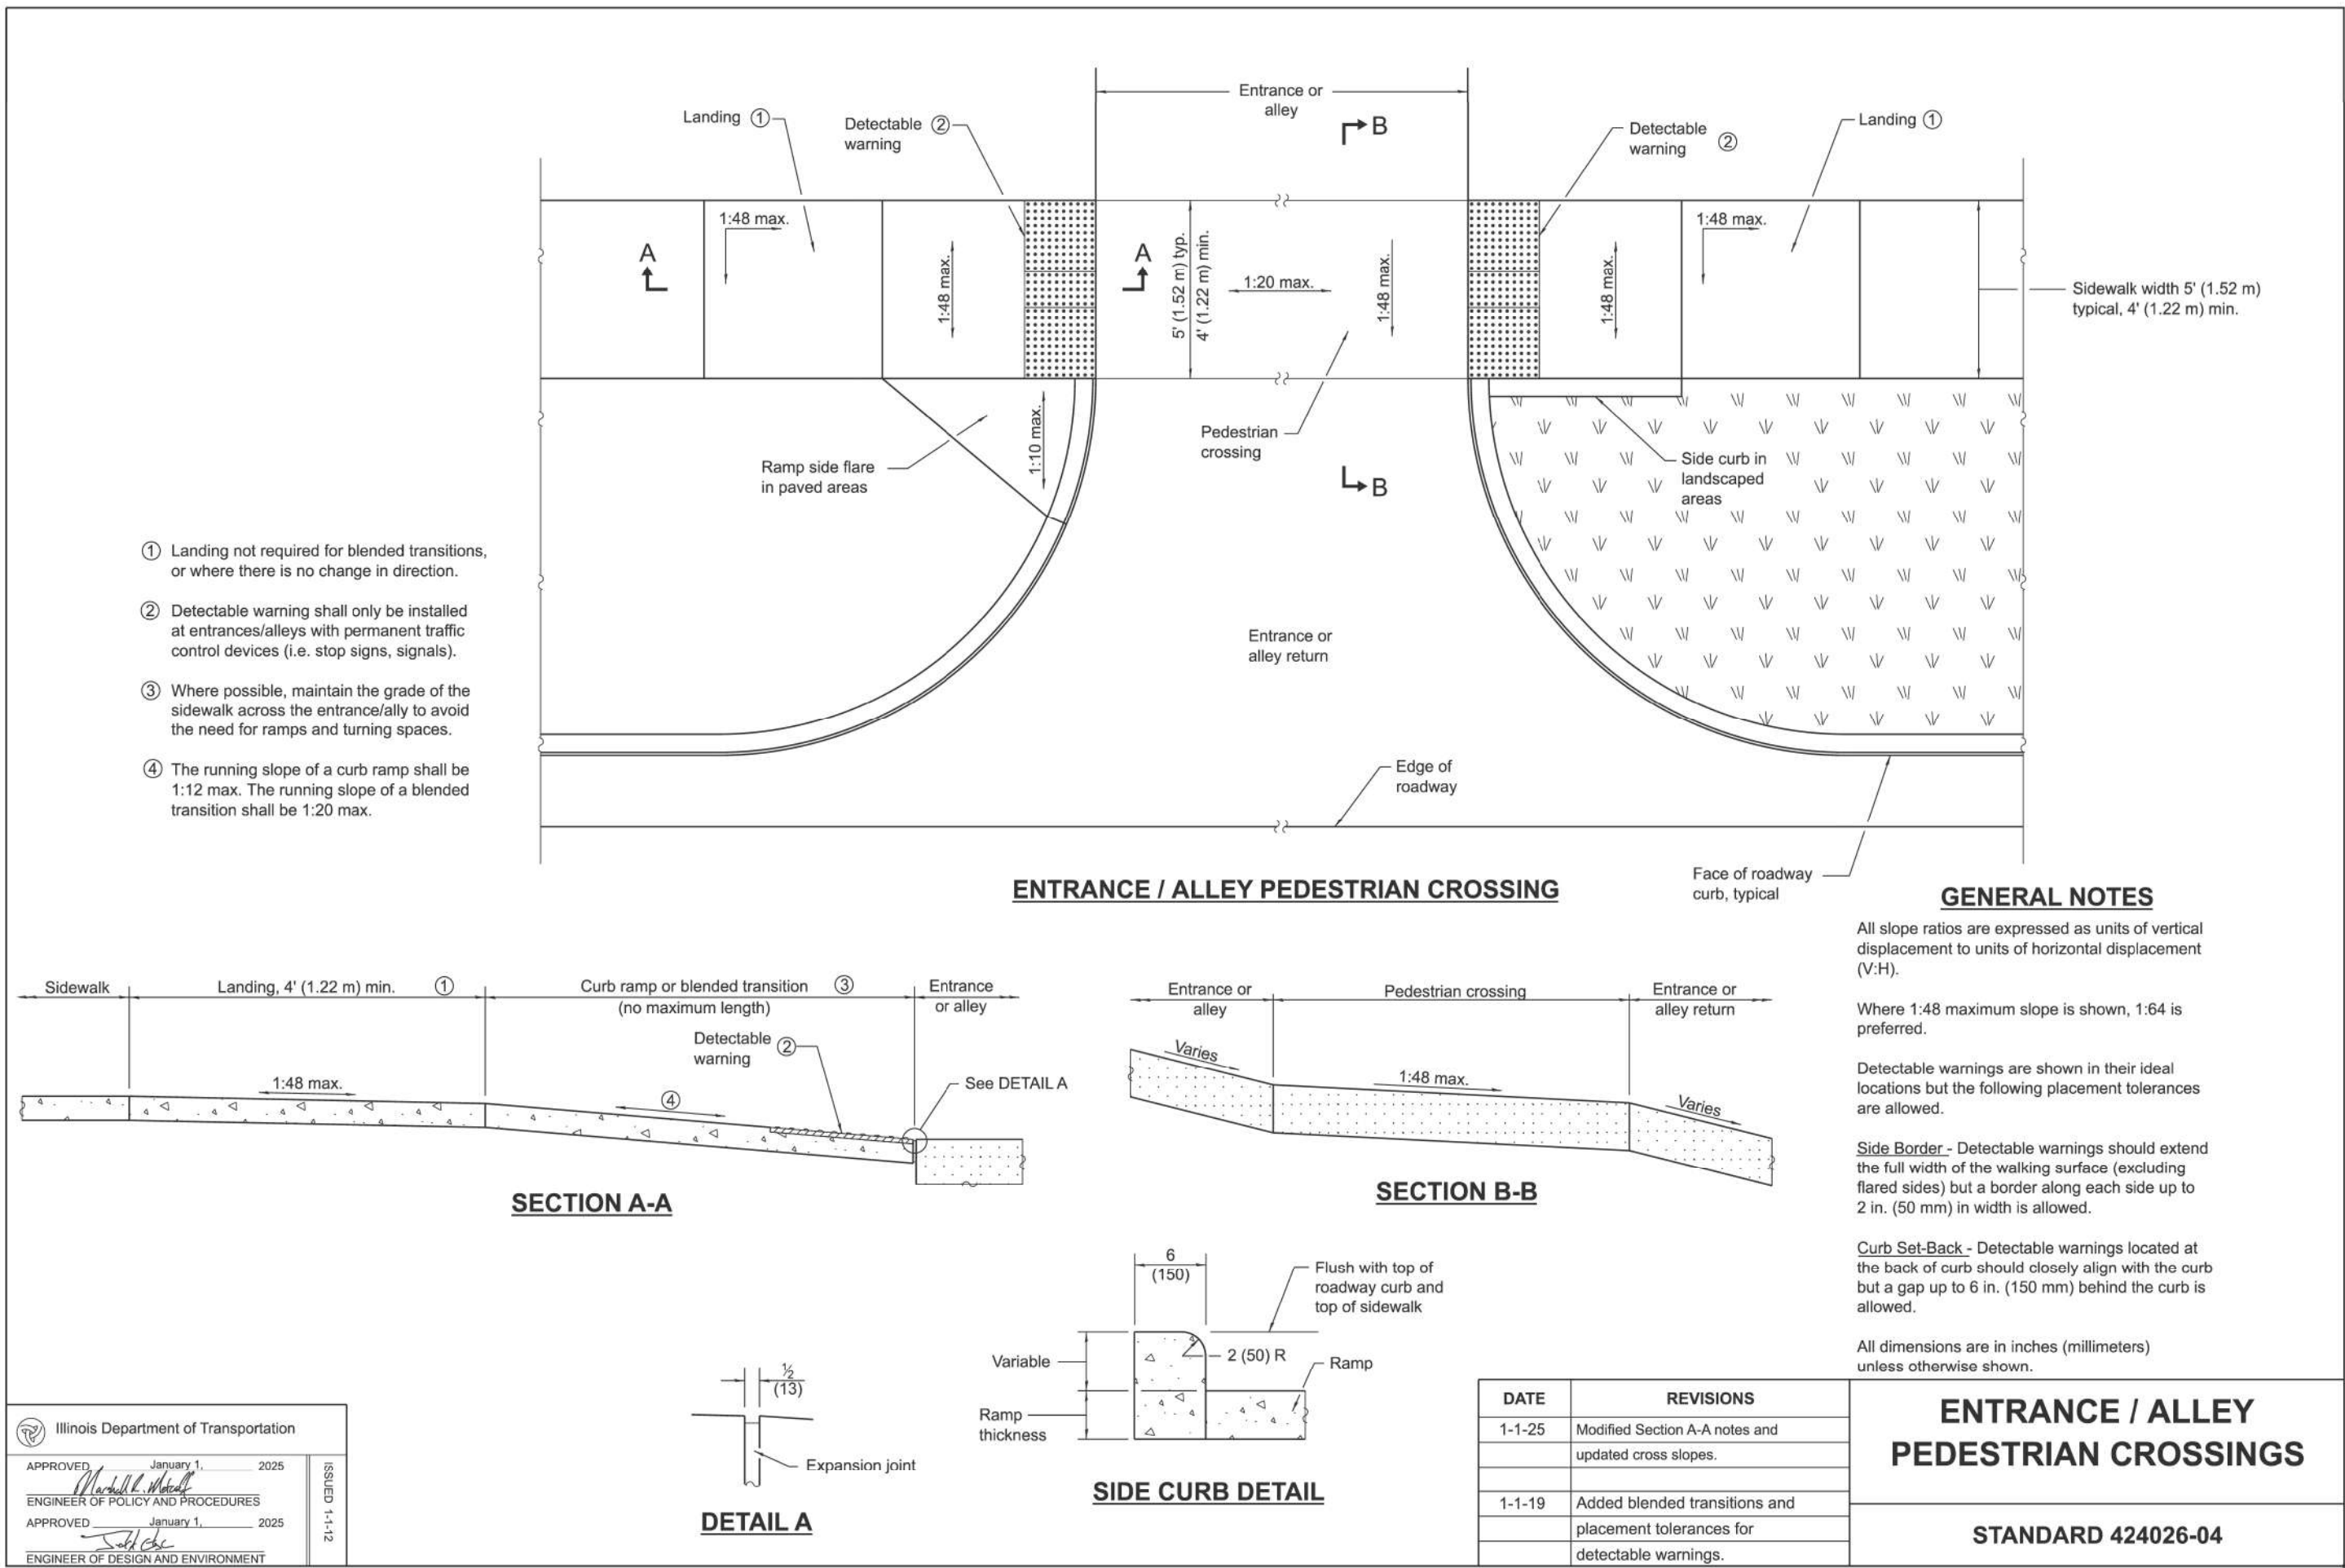 Entrance or
alley
B
Landing ①
Detectable ②
warning
Detectable
warning ②
Landing ①
1:48 max.
A
1:48 max.
A
5' (1.52 m) typ.
4' (1.22 m) min.
1:20 max.
1:48 max.
1:48 max.
1:48 max.
Sidewalk width 5' (1.52 m)
typical, 4' (1.22 m) min.
1:10 max.
Ramp side flare
in paved areas
Pedestrian
crossing
B
Side curb in
landscaped
areas
① Landing not required for blended transitions,
or where there is no change in direction.
② Detectable warning shall only be installed
at entrances/alleys with permanent traffic
control devices (i.e. stop signs, signals).
③ Where possible, maintain the grade of the
sidewalk across the entrance/ally to avoid
the need for ramps and turning spaces.
④ The running slope of a curb ramp shall be
1:12 max. The running slope of a blended
transition shall be 1:20 max.
Entrance or
alley return
Edge of
roadway
Face of roadway
curb, typical
ENTRANCE / ALLEY PEDESTRIAN CROSSING
Sidewalk
Landing, 4' (1.22 m) min. ①
Curb ramp or blended transition ③
(no maximum length)
Entrance
or alley
Detectable ②
warning
See DETAIL A
1:48 max.
④
SECTION A-A
Entrance or
alley
Pedestrian crossing
Entrance or
alley return
Varies
1:48 max.
Varies
SECTION B-B
½
(13)
Expansion joint
DETAIL A
6
(150)
Flush with top of
roadway curb and
top of sidewalk
Variable
2 (50) R
Ramp
Ramp
thickness
SIDE CURB DETAIL
GENERAL NOTES
All slope ratios are expressed as units of vertical
displacement to units of horizontal displacement
(V:H).
Where 1:48 maximum slope is shown, 1:64 is
preferred.
Detectable warnings are shown in their ideal
locations but the following placement tolerances
are allowed.
Side Border - Detectable warnings should extend
the full width of the walking surface (excluding
flared sides) but a border along each side up to
2 in. (50 mm) in width is allowed.
Curb Set-Back - Detectable warnings located at
the back of curb should closely align with the curb
but a gap up to 6 in. (150 mm) behind the curb is
allowed.
All dimensions are in inches (millimeters)
unless otherwise shown.
Illinois Department of Transportation
APPROVED January 1, 2025
ENGINEER OF POLICY AND PROCEDURES
APPROVED January 1, 2025
ENGINEER OF DESIGN AND ENVIRONMENT
ISSUED 1-1-12
DATE REVISIONS
1-1-25 Modified Section A-A notes and
updated cross slopes.
1-1-19 Added blended transitions and
placement tolerances for
detectable warnings.
ENTRANCE / ALLEY
PEDESTRIAN CROSSINGS
STANDARD 424026-04